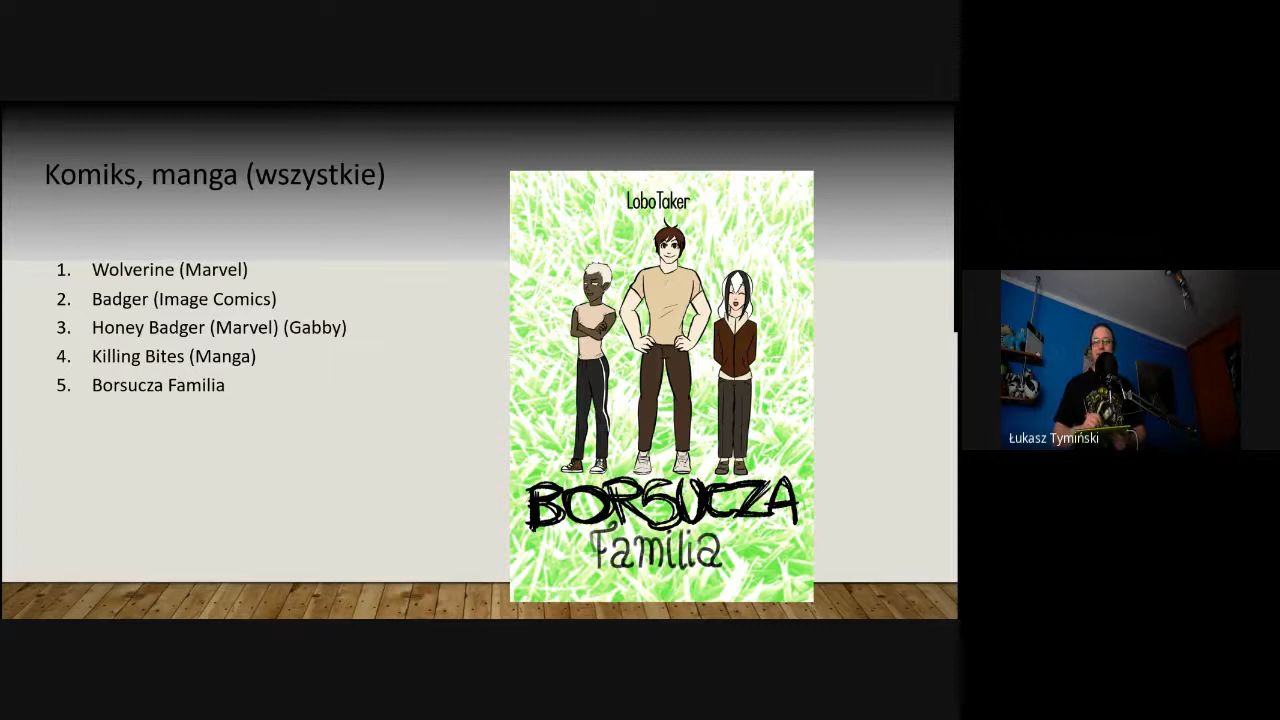 Komiks, manga (wszystkie)
1. Wolverine (Marvel)
2. Badger (Image Comics)
3. Honey Badger (Marvel) (Gabby)
4. Killing Bites (Manga)
5. Borsucza Familia
LoboTaker
BORSUCZA
Familia
Łukasz Tymiński